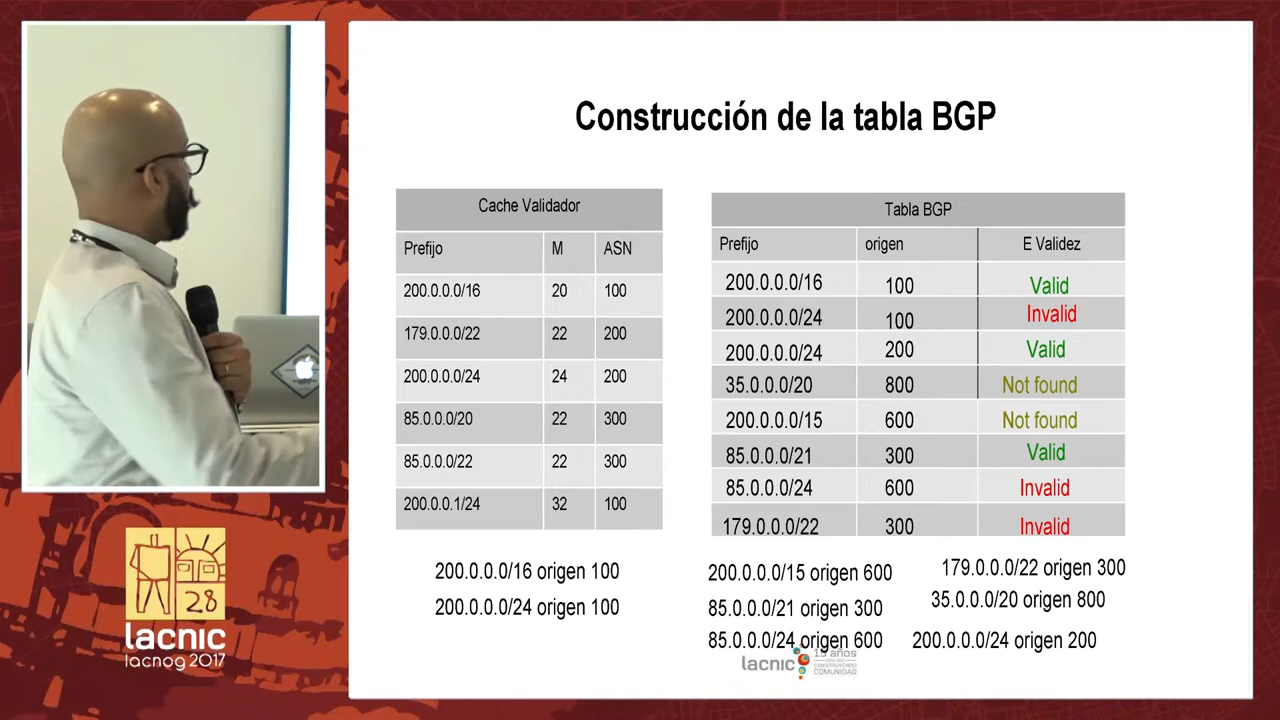 Construcción de la tabla BGP
Cache Validador
Prefijo M ASN
200.0.0.0/16 20 100
179.0.0.0/22 22 200
200.0.0.0/24 24 200
85.0.0.0/20 22 300
85.0.0.0/22 22 300
200.0.0.1/24 32 100
Tabla BGP
Prefijo origen E Validez
200.0.0.0/16 100 Valid
200.0.0.0/24 100 Invalid
200.0.0.0/24 200 Valid
35.0.0.0/20 800 Not found
200.0.0.0/15 600 Not found
85.0.0.0/21 300 Valid
85.0.0.0/24 600 Invalid
179.0.0.0/22 300 Invalid
200.0.0.0/16 origen 100
200.0.0.0/24 origen 100
200.0.0.0/15 origen 600
85.0.0.0/21 origen 300
85.0.0.0/24 origen 600
179.0.0.0/22 origen 300
35.0.0.0/20 origen 800
200.0.0.0/24 origen 200
lacnic
15 años
CONSTRUYENDO
COMUNIDAD
28
lacnic
lacnog 2017